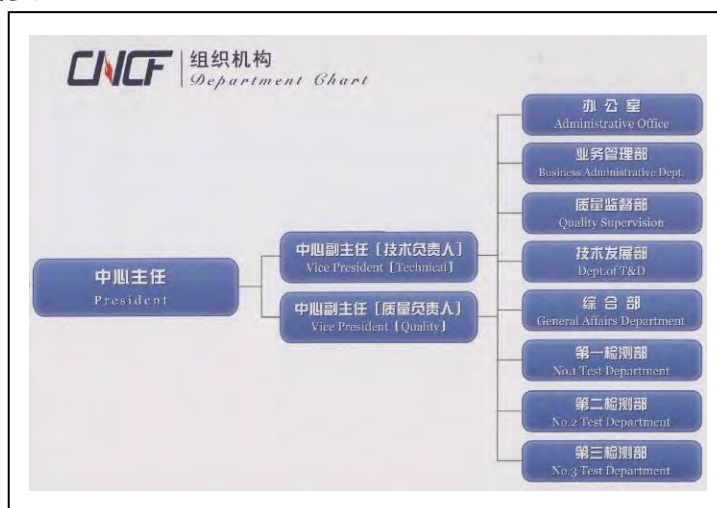 CNCF
组织机构
Department Chart
中心主任
President
中心副主任［技术负责人］
Vice President [Technical]
中心副主任［质量负责人］
Vice President [Quality]
办公室
Administrative Office
业务管理部
Business Administrative Dept.
质量监督部
Quality Supervision
技术发展部
Dept.of T&D
综合部
General Affairs Department
第一检测部
No.1 Test Department
第二检测部
No.2 Test Department
第三检测部
No.3 Test Department